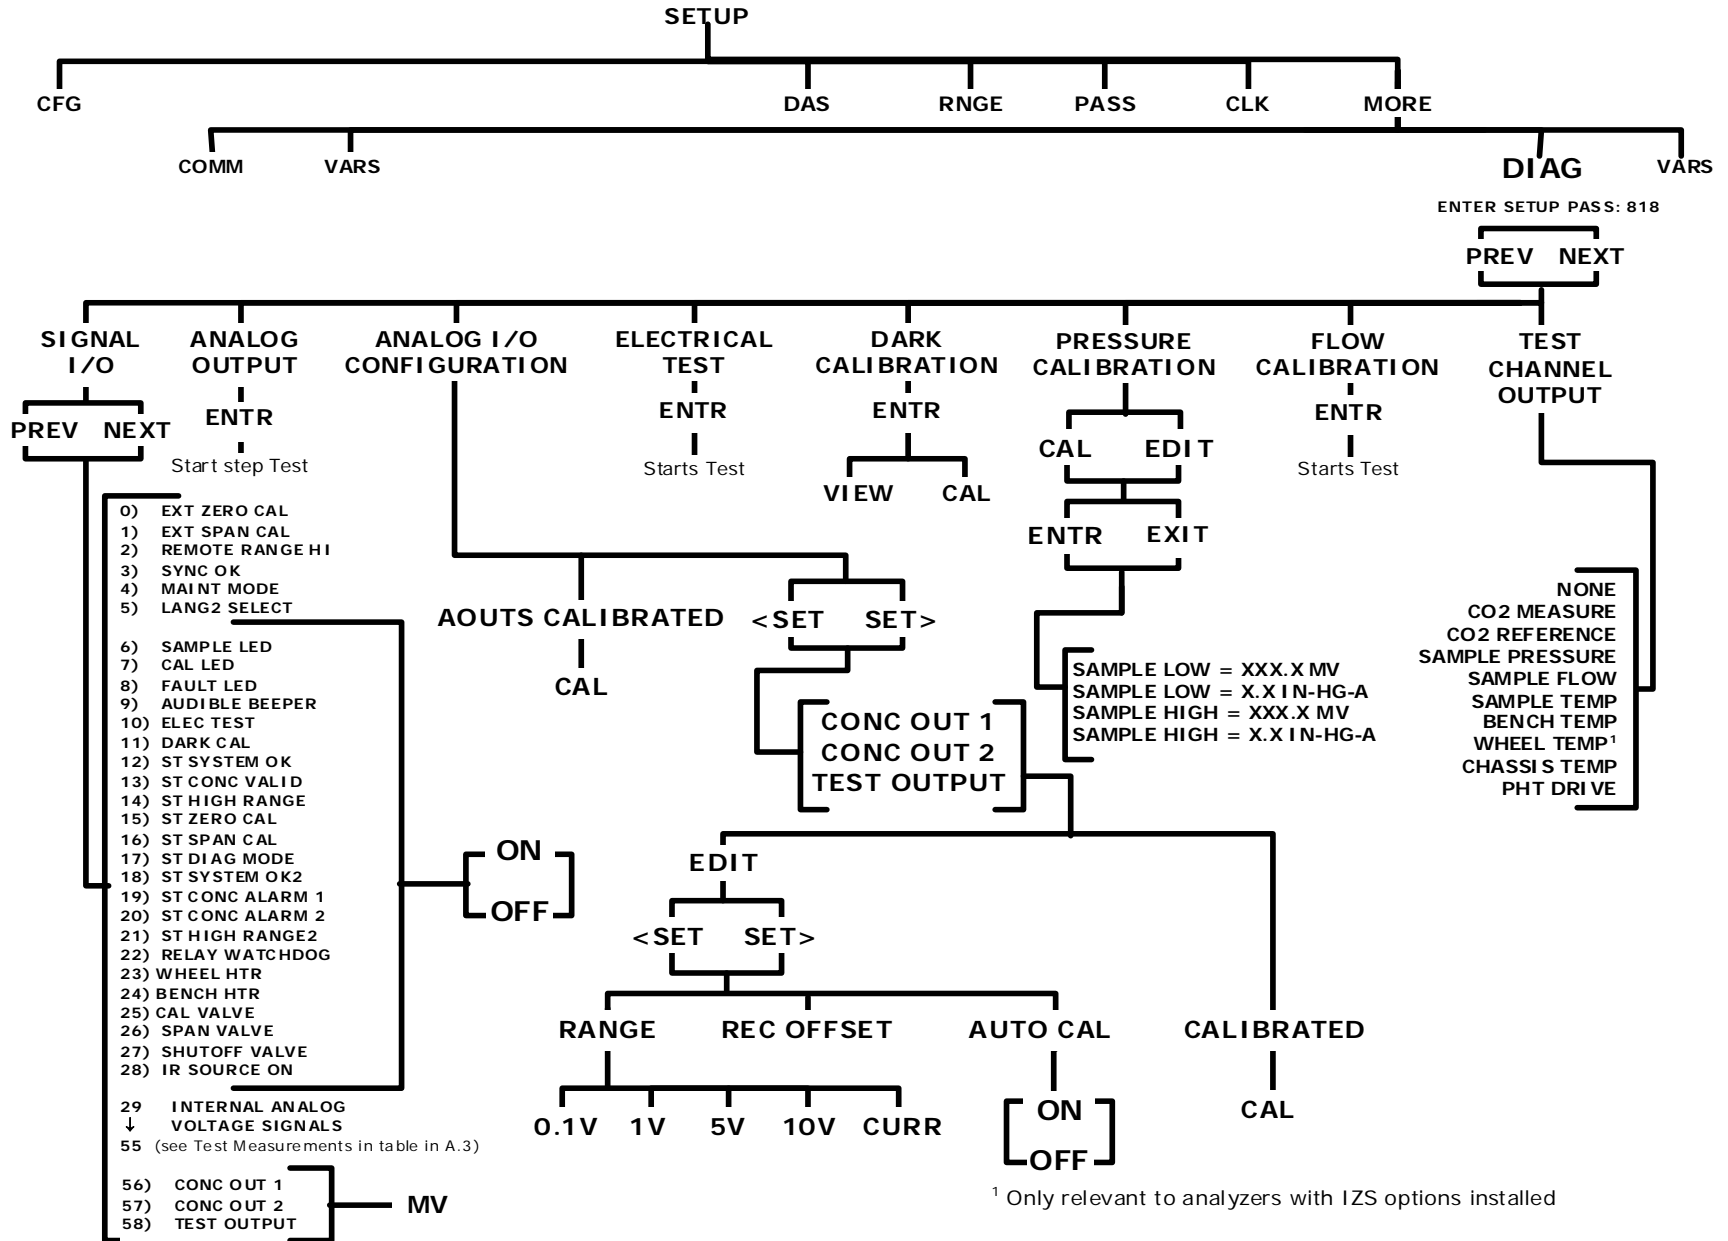 SETUP
CFG
DAS
RNGE
PASS
CLK
MORE
COMM
VARS
DIAG
VARS
ENTER SETUP PASS: 818
PREV NEXT
SIGNAL
I/O
ANALOG
OUTPUT
ANALOG I/O
CONFIGURATION
ELECTRICAL
TEST
DARK
CALIBRATION
PRESSURE
CALIBRATION
FLOW
CALIBRATION
TEST
CHANNEL
OUTPUT
PREV NEXT
ENTR
Start step Test
ENTR
Starts Test
ENTR
VIEW CAL
CAL EDIT
ENTR EXIT
ENTR
Starts Test
0) EXT ZERO CAL
1) EXT SPAN CAL
2) REMOTE RANGE HI
3) SYNC OK
4) MAINT MODE
5) LANG2 SELECT
6) SAMPLE LED
7) CAL LED
8) FAULT LED
9) AUDIBLE BEEPER
10) ELEC TEST
11) DARK CAL
12) ST SYSTEM OK
13) ST CONC VALID
14) ST HIGH RANGE
15) ST ZERO CAL
16) ST SPAN CAL
17) ST DIAG MODE
18) ST SYSTEM OK2
19) ST CONC ALARM 1
20) ST CONC ALARM 2
21) ST HIGH RANGE2
22) RELAY WATCHDOG
23) WHEEL HTR
24) BENCH HTR
25) CAL VALVE
26) SPAN VALVE
27) SHUTOFF VALVE
28) IR SOURCE ON
29 INTERNAL ANALOG
↓ VOLTAGE SIGNALS
55 (see Test Measurements in table in A.3)
56) CONC OUT 1
57) CONC OUT 2
58) TEST OUTPUT
MV
ON
OFF
AOUTS CALIBRATED
CAL
<SET SET>
CONC OUT 1
CONC OUT 2
TEST OUTPUT
SAMPLE LOW = XXX.X MV
SAMPLE LOW = X.X IN-HG-A
SAMPLE HIGH = XXX.X MV
SAMPLE HIGH = X.X IN-HG-A
NONE
CO2 MEASURE
CO2 REFERENCE
SAMPLE PRESSURE
SAMPLE FLOW
SAMPLE TEMP
BENCH TEMP
WHEEL TEMP¹
CHASSIS TEMP
PHT DRIVE
EDIT
<SET SET>
RANGE
REC OFFSET
AUTO CAL
CALIBRATED
0.1V 1V 5V 10V CURR
ON
OFF
CAL
¹ Only relevant to analyzers with IZS options installed